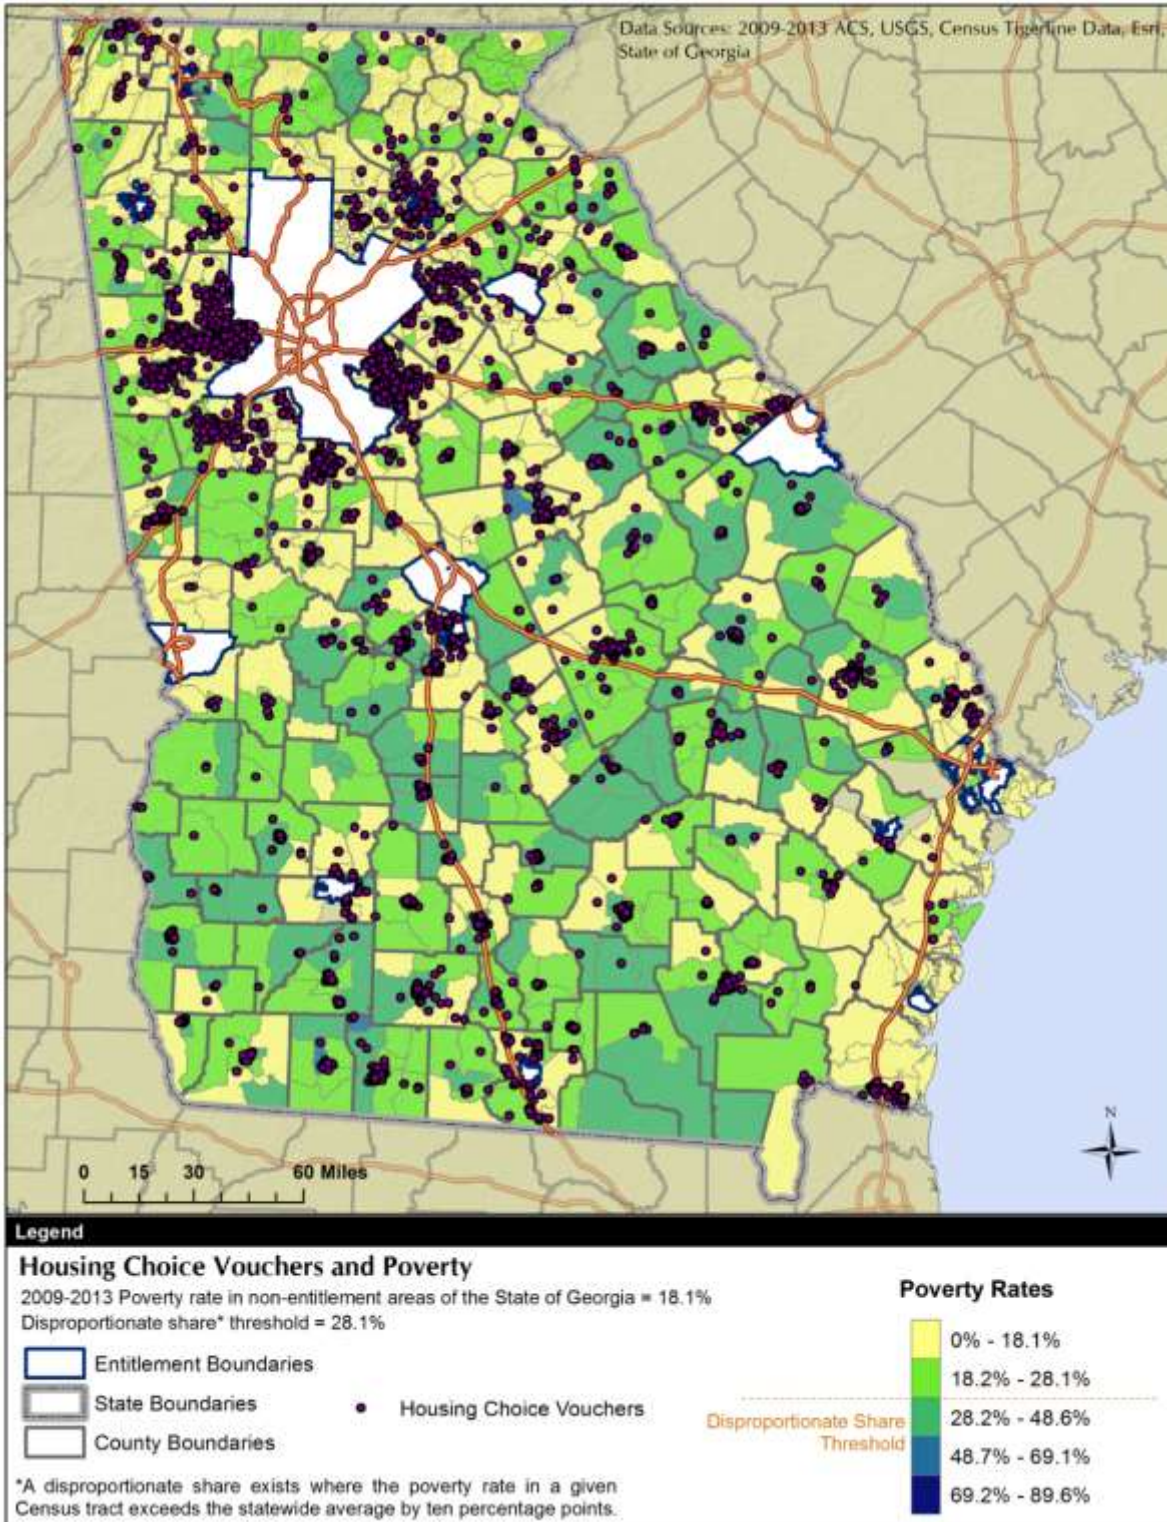 Data Sources: 2009-2013 ACS, USGS, Census Tigerline Data, Esri,
State of Georgia
N
0 15 30 60 Miles
Legend
Housing Choice Vouchers and Poverty
2009-2013 Poverty rate in non-entitlement areas of the State of Georgia = 18.1%
Disproportionate share* threshold = 28.1%
Entitlement Boundaries
State Boundaries
County Boundaries
Housing Choice Vouchers
*A disproportionate share exists where the poverty rate in a given
Census tract exceeds the statewide average by ten percentage points.
Poverty Rates
0% - 18.1%
18.2% - 28.1%
Disproportionate Share
Threshold
28.2% - 48.6%
48.7% - 69.1%
69.2% - 89.6%